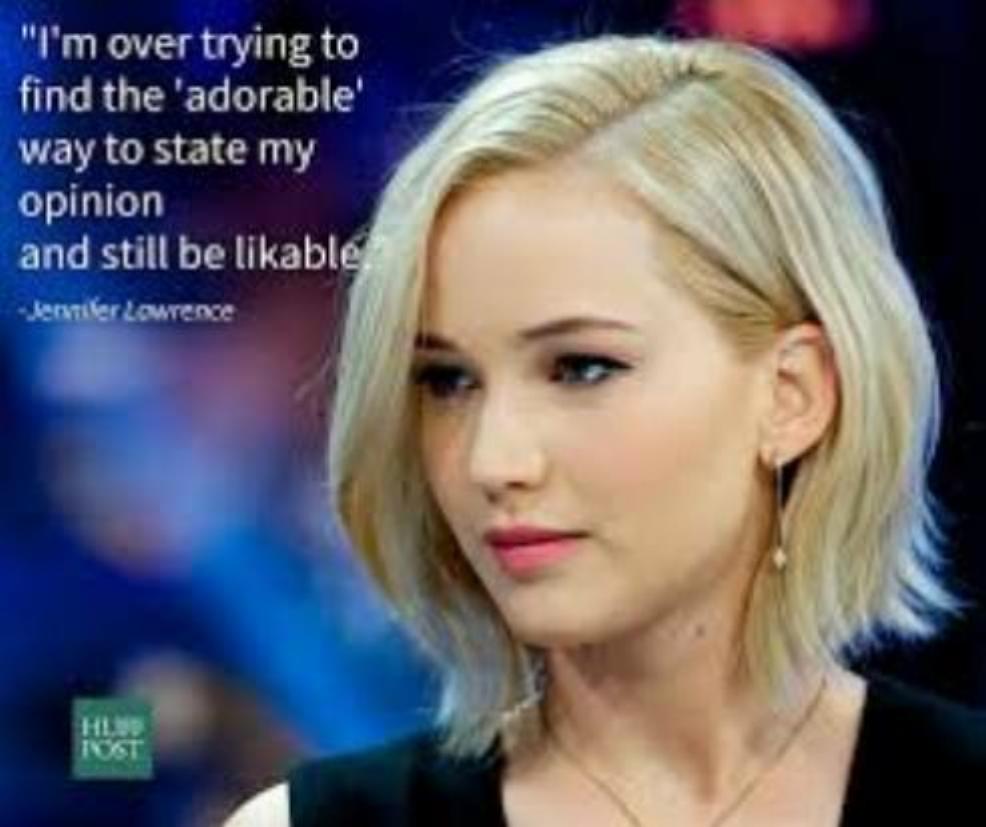 "I'm over trying to
find the 'adorable'
way to state my
opinion
and still be likable."
-Jennifer Lawrence
HUFF
POST